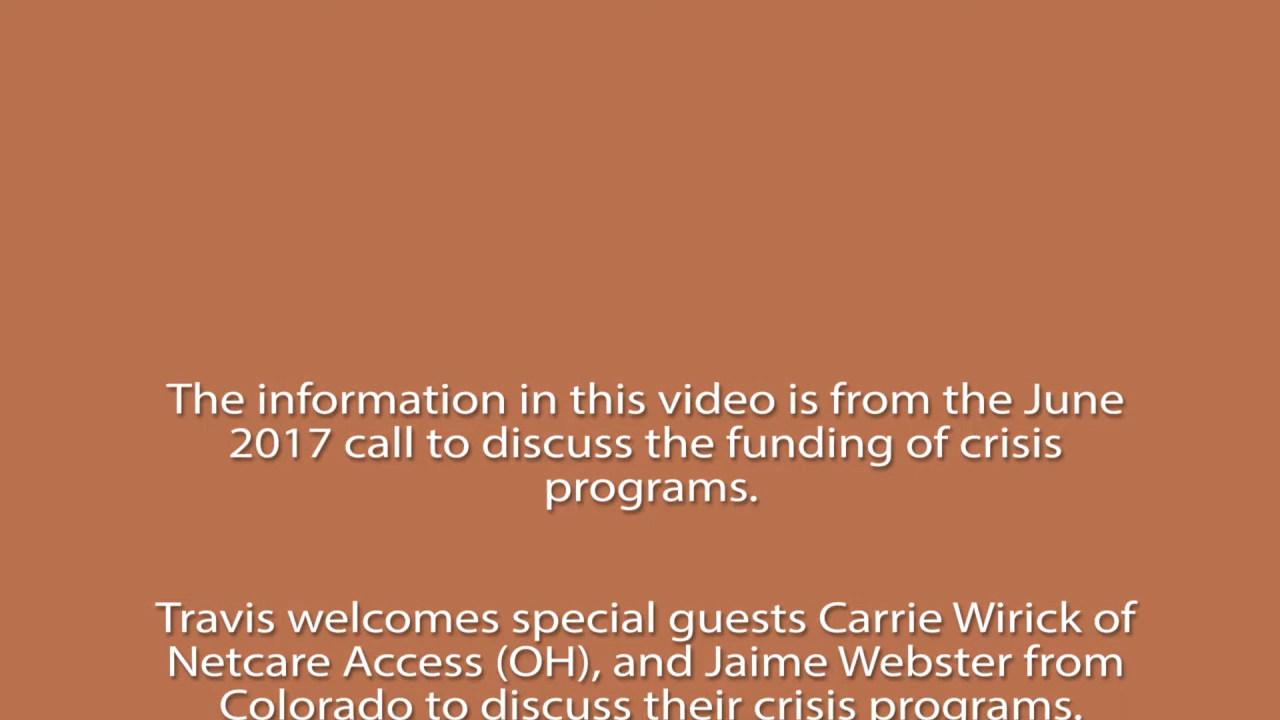 The information in this video is from the June
2017 call to discuss the funding of crisis
programs.
Travis welcomes special guests Carrie Wirick of
Netcare Access (OH), and Jaime Webster from
Colorado to discuss their crisis programs.